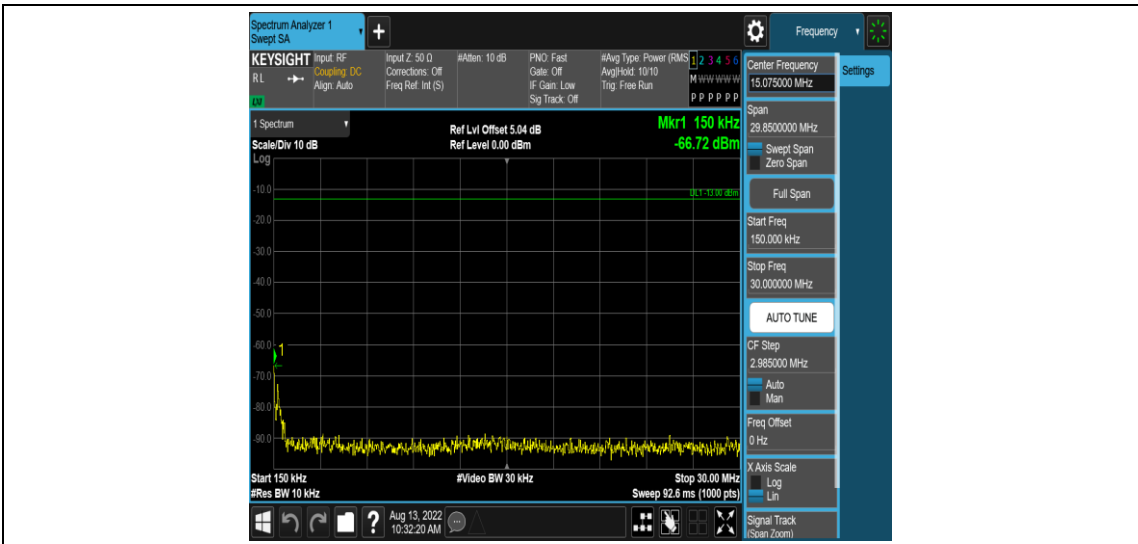 Spectrum Analyzer 1
Swept SA
+
Frequency
KEYSIGHT
RL
LNI
Input: RF
Coupling: DC
Align: Auto
Input Z: 50 Ω
Corrections: Off
Freq Ref: Int (S)
#Atten: 10 dB
PNO: Fast
Gate: Off
IF Gain: Low
Sig Track: Off
#Avg Type: Power (RMS
Avg|Hold: 10/10
Trig: Free Run
1 2 3 4 5 6
M W W W W W
P P P P P P
Center Frequency
15.075000 MHz
Settings
Span
29.8500000 MHz
Swept Span
Zero Span
Full Span
Start Freq
150.000 kHz
Stop Freq
30.000000 MHz
AUTO TUNE
CF Step
2.985000 MHz
Auto
Man
Freq Offset
0 Hz
X Axis Scale
Log
Lin
Signal Track
(Span Zoom)
1 Spectrum
Scale/Div 10 dB
Ref Lvl Offset 5.04 dB
Ref Level 0.00 dBm
Mkr1 150 kHz
-66.72 dBm
Log
DL1 -13.00 dBm
-10.0
-20.0
-30.0
-40.0
-50.0
-60.0
1
-70.0
-80.0
-90.0
Start 150 kHz
#Video BW 30 kHz
Stop 30.00 MHz
#Res BW 10 kHz
Sweep 92.6 ms (1000 pts)
?
Aug 13, 2022
10:32:20 AM